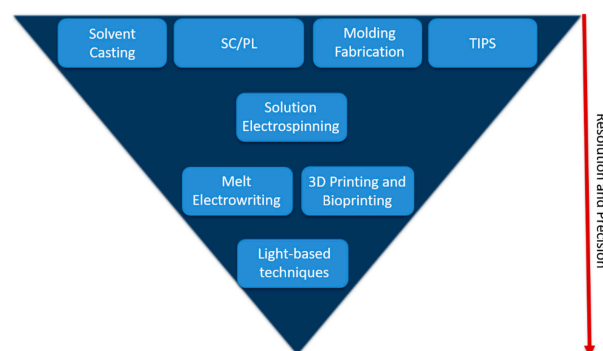 Solvent
Casting
SC/PL
Molding
Fabrication
TIPS
Solution
Electrospinning
Melt
Electrowriting
3D Printing and
Bioprinting
Light-based
techniques
Resolution and Precision